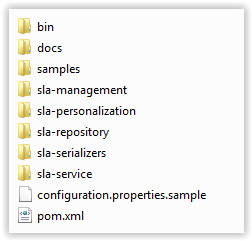 bin
docs
samples
sla-management
sla-personalization
sla-repository
sla-serializers
sla-service
configuration.properties.sample
pom.xml